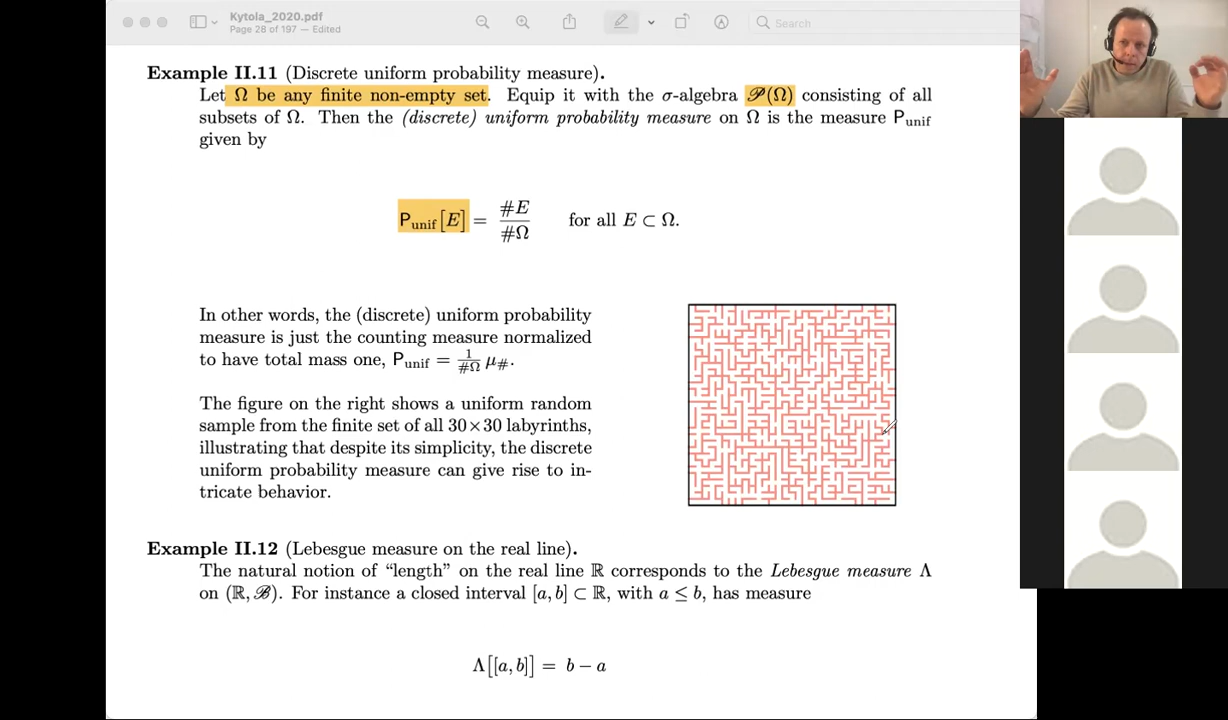 Kytola_2020.pdf
Page 28 of 197 — Edited
Search
Example II.11 (Discrete uniform probability measure).
Let Ω be any finite non-empty set. Equip it with the σ-algebra 𝒫(Ω) consisting of all
subsets of Ω. Then the (discrete) uniform probability measure on Ω is the measure P_unif
given by
P_unif[E] = #E/#Ω for all E ⊂ Ω.
In other words, the (discrete) uniform probability
measure is just the counting measure normalized
to have total mass one, P_unif = 1/#Ω μ_#.
The figure on the right shows a uniform random
sample from the finite set of all 30×30 labyrinths,
illustrating that despite its simplicity, the discrete
uniform probability measure can give rise to in-
tricate behavior.
Example II.12 (Lebesgue measure on the real line).
The natural notion of “length” on the real line ℝ corresponds to the Lebesgue measure Λ
on (ℝ, ℬ). For instance a closed interval [a, b] ⊂ ℝ, with a ≤ b, has measure
Λ[[a, b]] = b − a